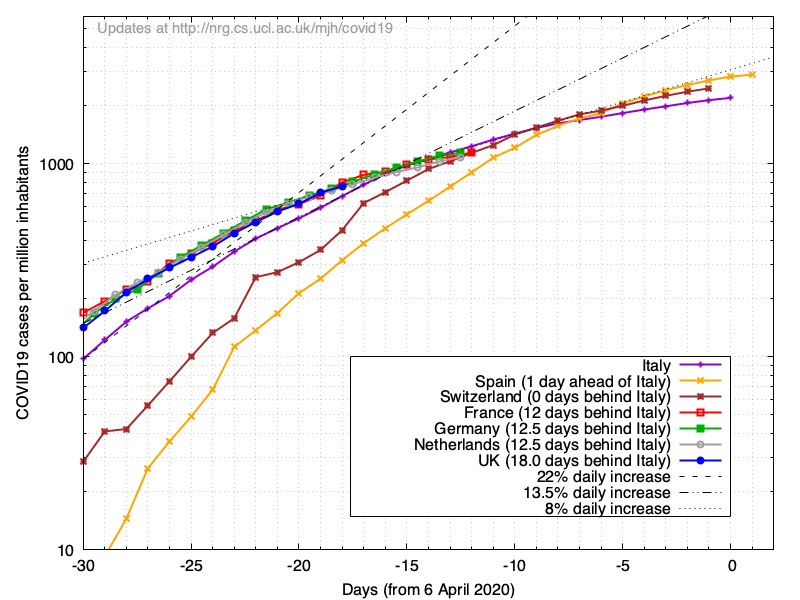 Updates at http://nrg.cs.ucl.ac.uk/mjh/covid19
COVID19 cases per million inhabitants
1000
100
10
Italy
Spain (1 day ahead of Italy)
Switzerland (0 days behind Italy)
France (12 days behind Italy)
Germany (12.5 days behind Italy)
Netherlands (12.5 days behind Italy)
UK (18.0 days behind Italy)
22% daily increase
13.5% daily increase
8% daily increase
-30 -25 -20 -15 -10 -5 0
Days (from 6 April 2020)